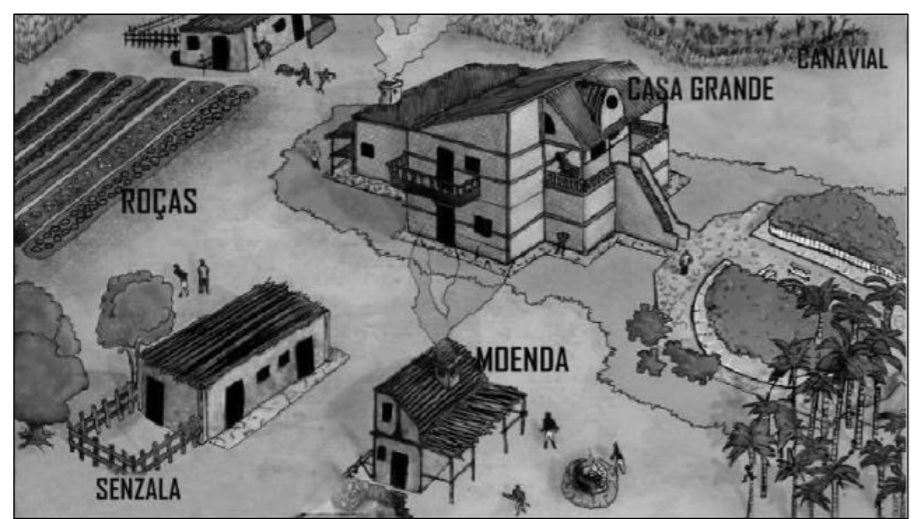 CANAVIAL
CASA GRANDE
ROÇAS
MOENDA
SENZALA